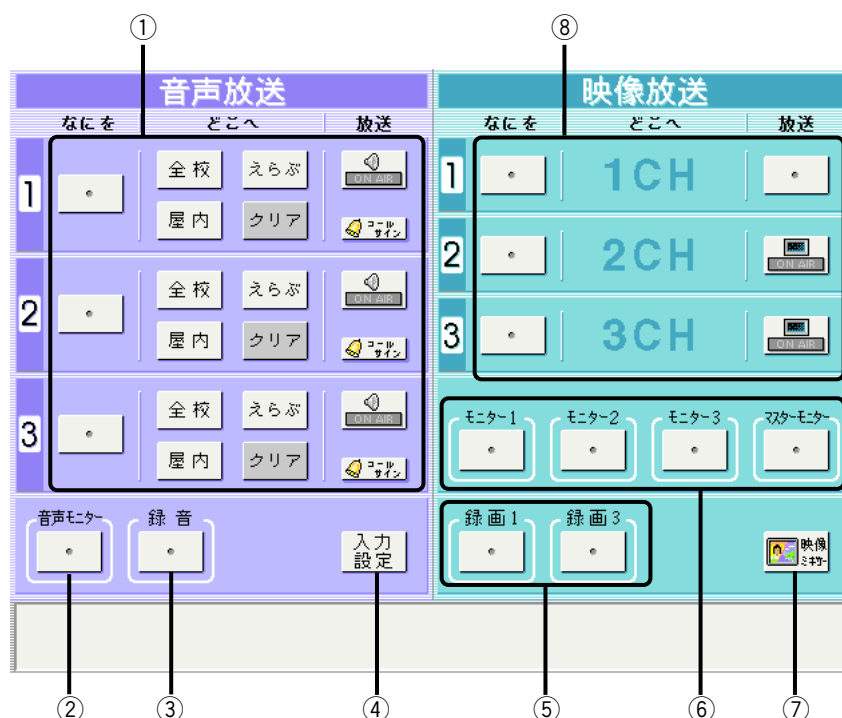 ① ⑧
音声放送
なにを どこへ 放送
1
全校 えらぶ ON AIR
屋内 クリア コールサイン
2
全校 えらぶ ON AIR
屋内 クリア コールサイン
3
全校 えらぶ ON AIR
屋内 クリア コールサイン
音声モニター 録音 入力設定
映像放送
なにを どこへ 放送
1 1CH
2 2CH ON AIR
3 3CH ON AIR
モニター1 モニター2 モニター3 マスターモニター
録画1 録画3 映像ミキサー
② ③ ④ ⑤ ⑥ ⑦